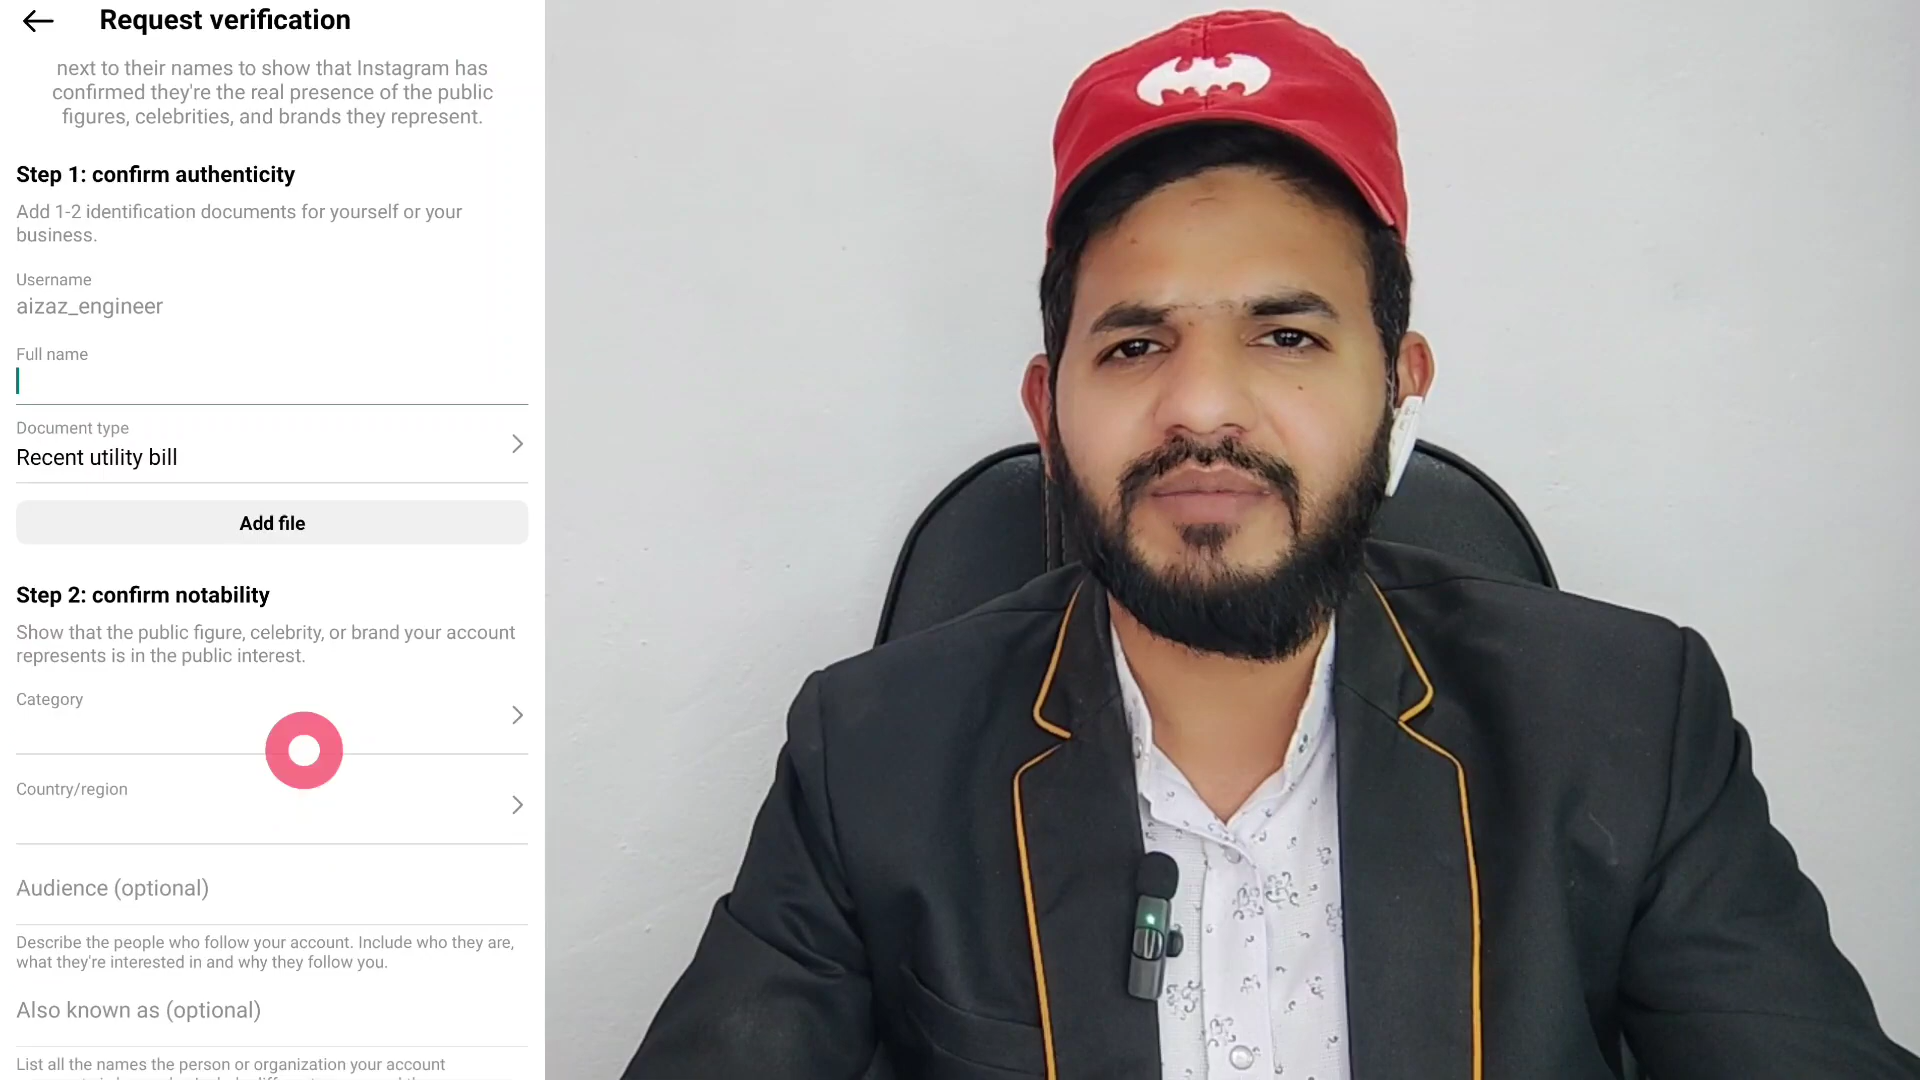 Request verification
next to their names to show that Instagram has
confirmed they're the real presence of the public
figures, celebrities, and brands they represent.
Step 1: confirm authenticity
Add 1-2 identification documents for yourself or your
business.
Username
aizaz_engineer
Full name
Document type
Recent utility bill
Add file
Step 2: confirm notability
Show that the public figure, celebrity, or brand your account
represents is in the public interest.
Category
Country/region
Audience (optional)
Describe the people who follow your account. Include who they are,
what they're interested in and why they follow you.
Also known as (optional)
List all the names the person or organization your account